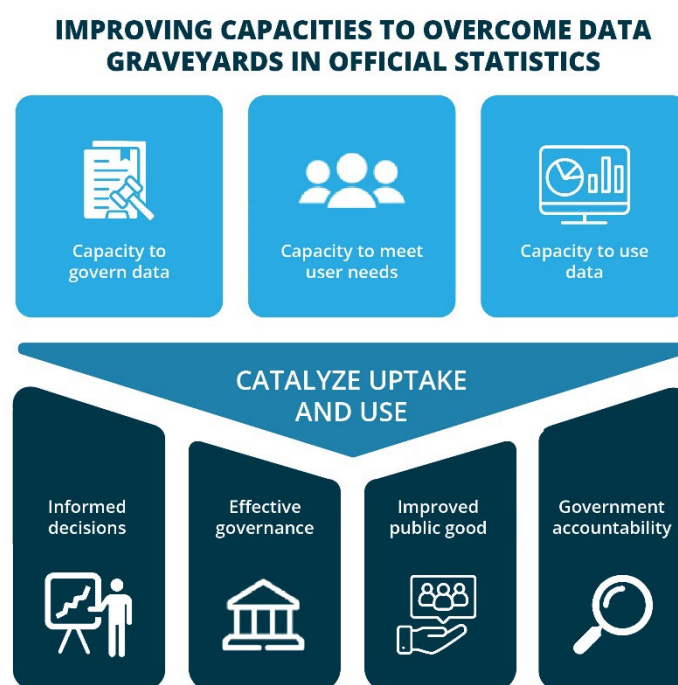 IMPROVING CAPACITIES TO OVERCOME DATA
GRAVEYARDS IN OFFICIAL STATISTICS
Capacity to
govern data
Capacity to meet
user needs
Capacity to use
data
CATALYZE UPTAKE
AND USE
Informed
decisions
Effective
governance
Improved
public good
Government
accountability